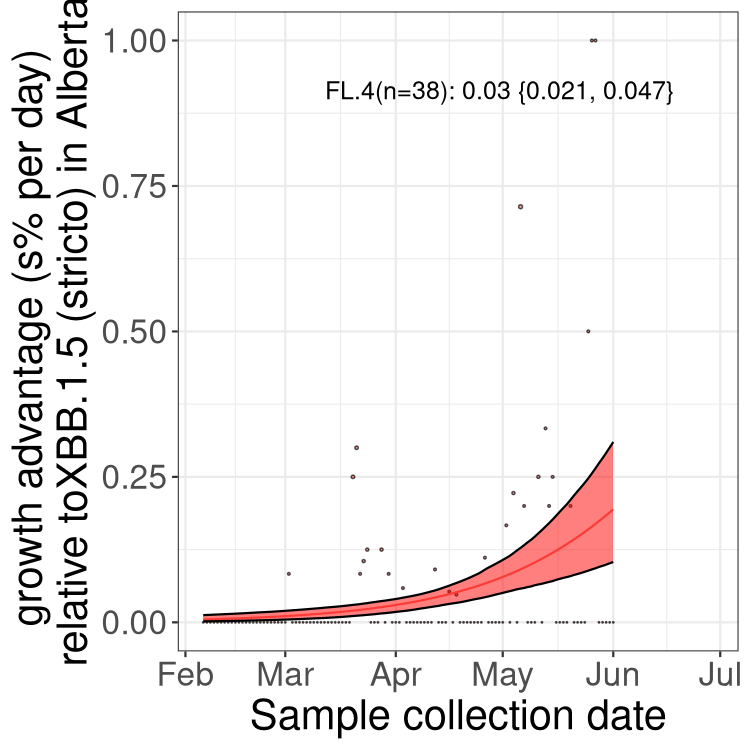 growth advantage (s% per day)
relative toXBB.1.5 (stricto) in Alberta
1.00
0.75
0.50
0.25
0.00
FL.4(n=38): 0.03 {0.021, 0.047}
Feb Mar Apr May Jun Jul
Sample collection date